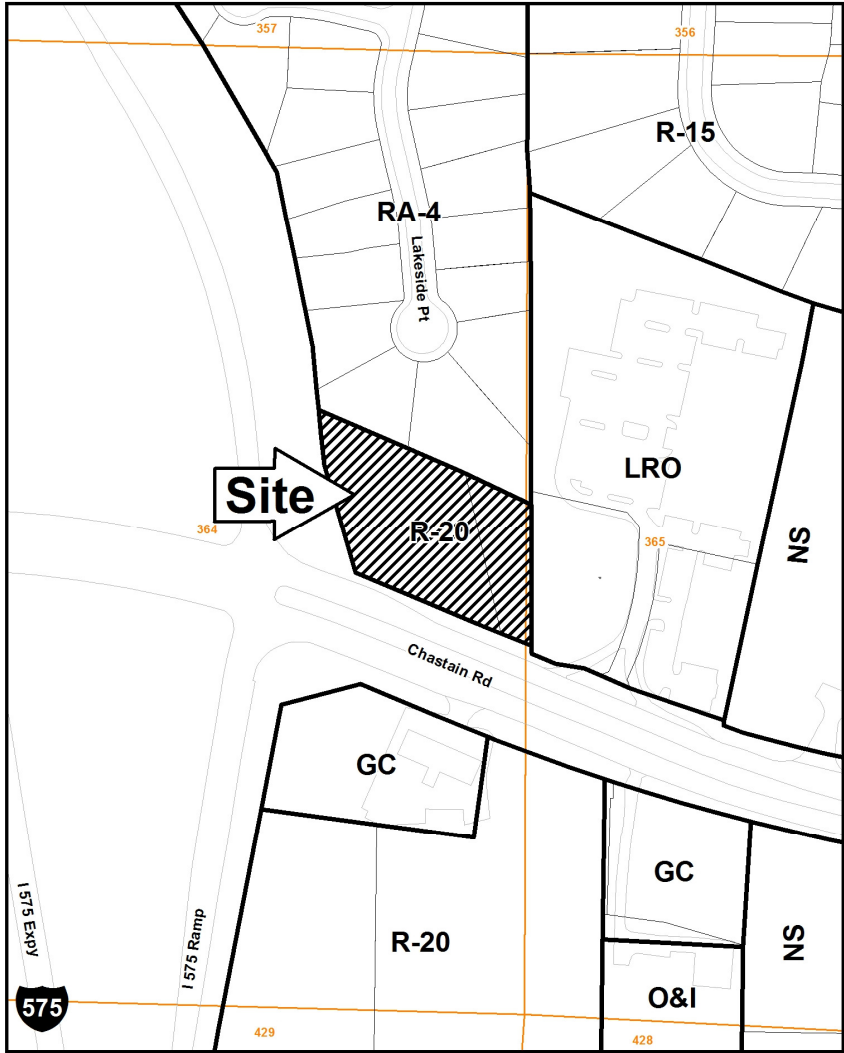 357
356
R-15
RA-4
Lakeside Pt
LRO
Site
R-20
364
365
NS
Chastain Rd
GC
GC
I 575 Expy
I 575 Ramp
R-20
NS
O&I
575
429
428